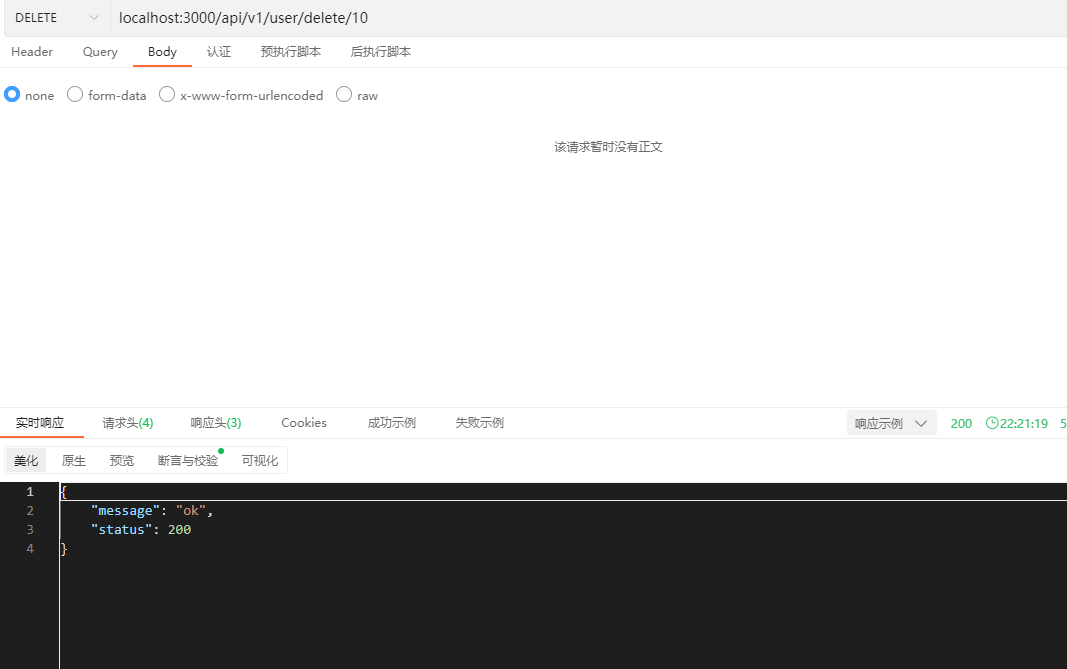 DELETE localhost:3000/api/v1/user/delete/10
Header Query Body 认证 预执行脚本 后执行脚本
none form-data x-www-form-urlencoded raw
该请求暂时没有正文
实时响应 请求头(4) 响应头(3) Cookies 成功示例 失败示例 响应示例 200 22:21:19 5
美化 原生 预览 断言与校验 可视化
1 {
2 "message": "ok",
3 "status": 200
4 }